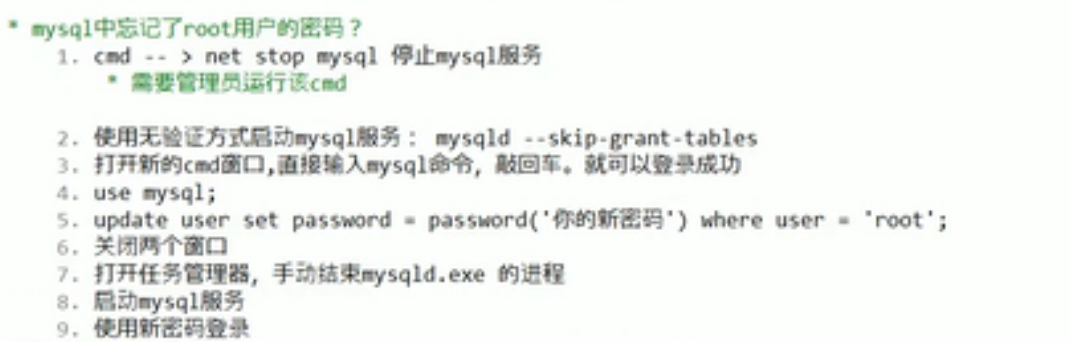 * mysql中忘记了root用户的密码？
1. cmd -- > net stop mysql 停止mysql服务
* 需要管理员运行该cmd
2. 使用无验证方式启动mysql服务： mysqld --skip-grant-tables
3. 打开新的cmd窗口,直接输入mysql命令，敲回车。就可以登录成功
4. use mysql;
5. update user set password = password('你的新密码') where user = 'root';
6. 关闭两个窗口
7. 打开任务管理器，手动结束mysqld.exe 的进程
8. 启动mysql服务
9. 使用新密码登录